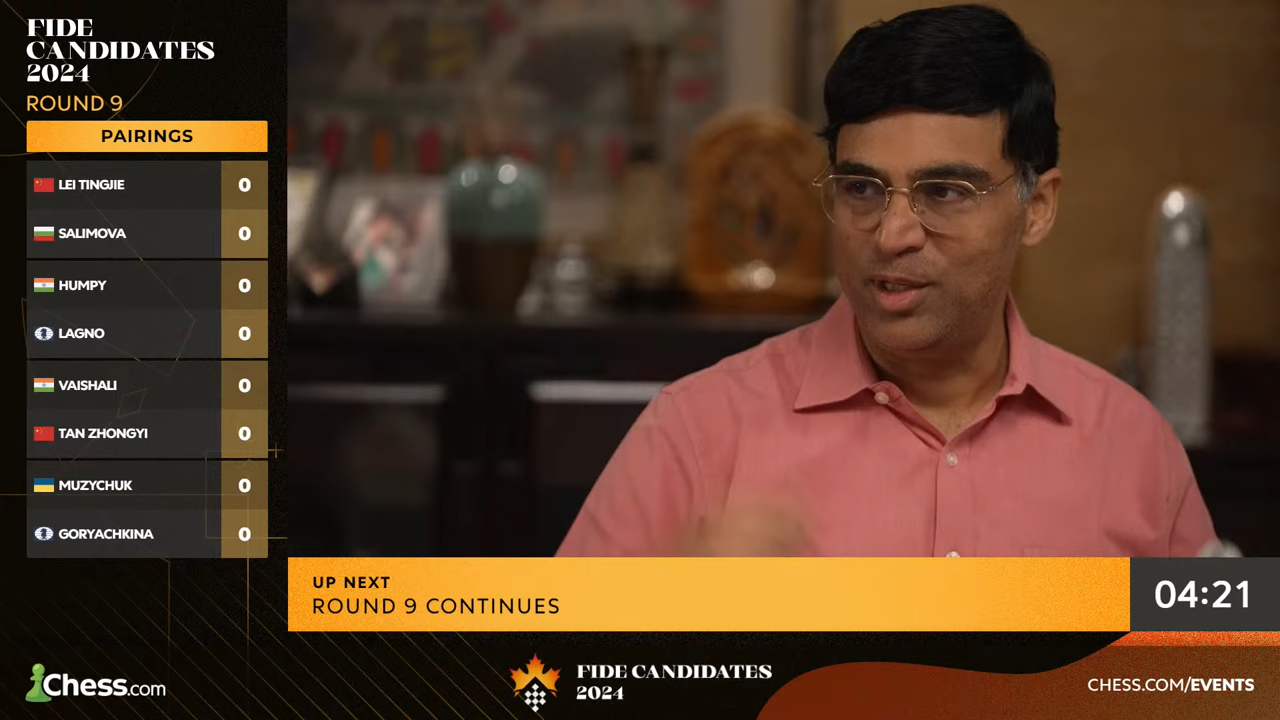 FIDE
CANDIDATES
2024
ROUND 9
PAIRINGS
LEI TINGJIE 0
SALIMOVA 0
HUMPY 0
LAGNO 0
VAISHALI 0
TAN ZHONGYI 0
MUZYCHUK 0
GORYACHKINA 0
UP NEXT
ROUND 9 CONTINUES
04:21
Chess.com
FIDE CANDIDATES
2024
CHESS.COM/EVENTS